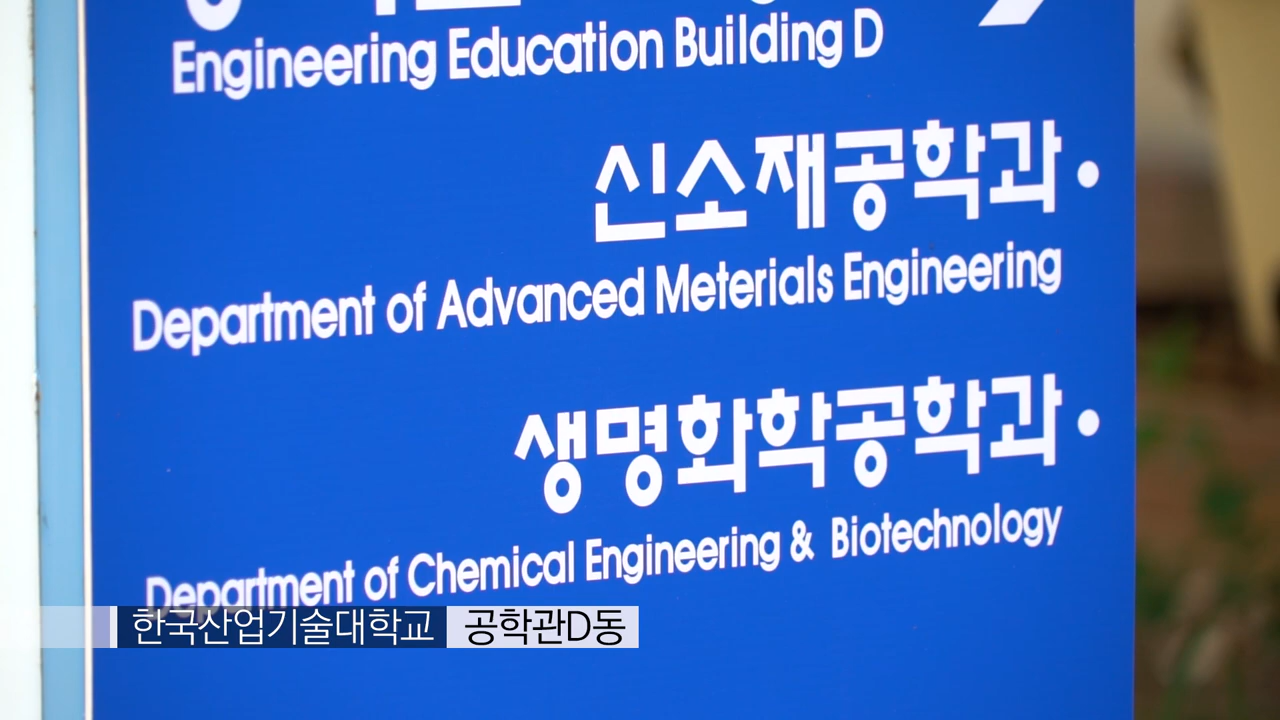 Engineering Education Building D
신소재공학과•
Department of Advanced Meterials Engineering
생명화학공학과•
Department of Chemical Engineering & Biotechnology
한국산업기술대학교 공학관D동